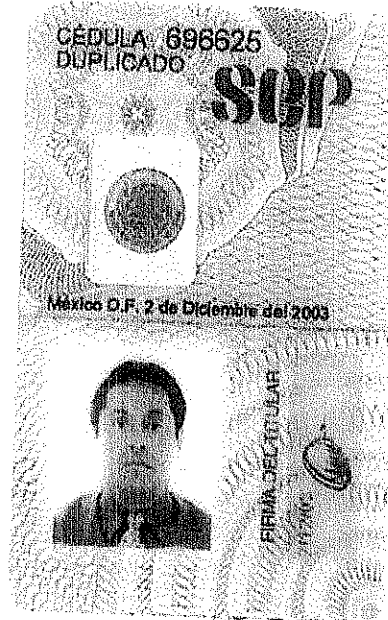 CÉDULA 696625
DUPLICADO
SEP
México D.F. 2 de Diciembre del 2003
FIRMA DEL TITULAR